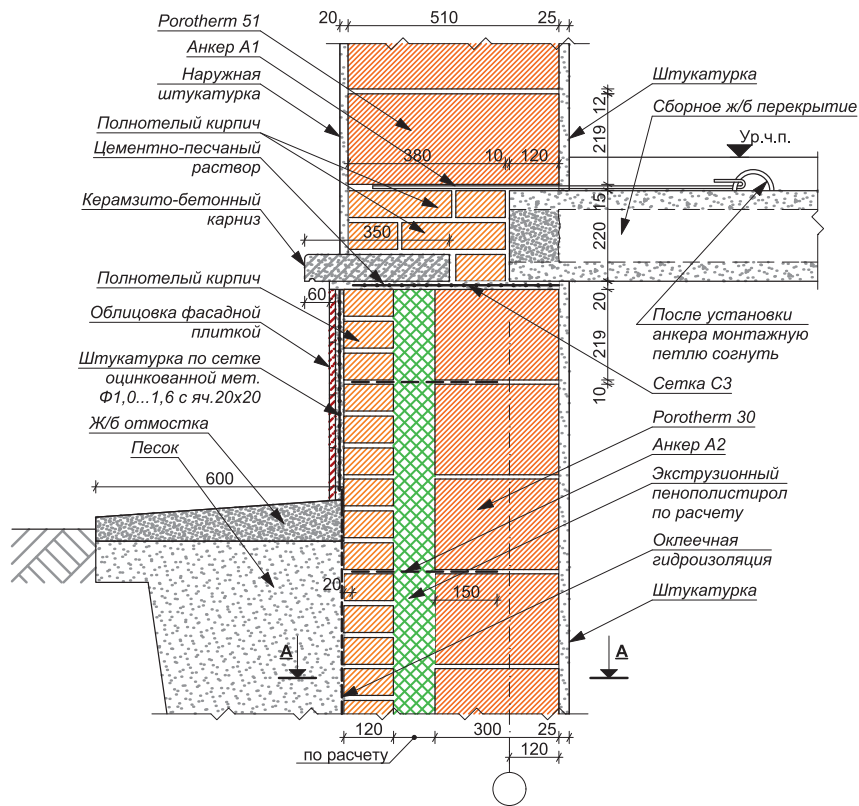 20
510
25
Porotherm 51
Анкер А1
Наружная
штукатурка
Полнотелый кирпич
Цементно-песчаный
раствор
Керамзито-бетонный
карниз
Полнотелый кирпич
Облицовка фасадной
плиткой
Штукатурка по сетке
оцинкованной мет.
Ф1,0...1,6 с яч.20х20
Ж/б отмостка
Песок
600
380
10
120
350
60
20
150
Штукатурка
Сборное ж/б перекрытие
Ур.ч.п.
12
219
15
220
20
219
10
После установки
анкера монтажную
петлю согнуть
Сетка С3
Porotherm 30
Анкер А2
Экструзионный
пенополистирол
по расчету
Оклеечная
гидроизоляция
Штукатурка
А
А
120
300
25
по расчету
120